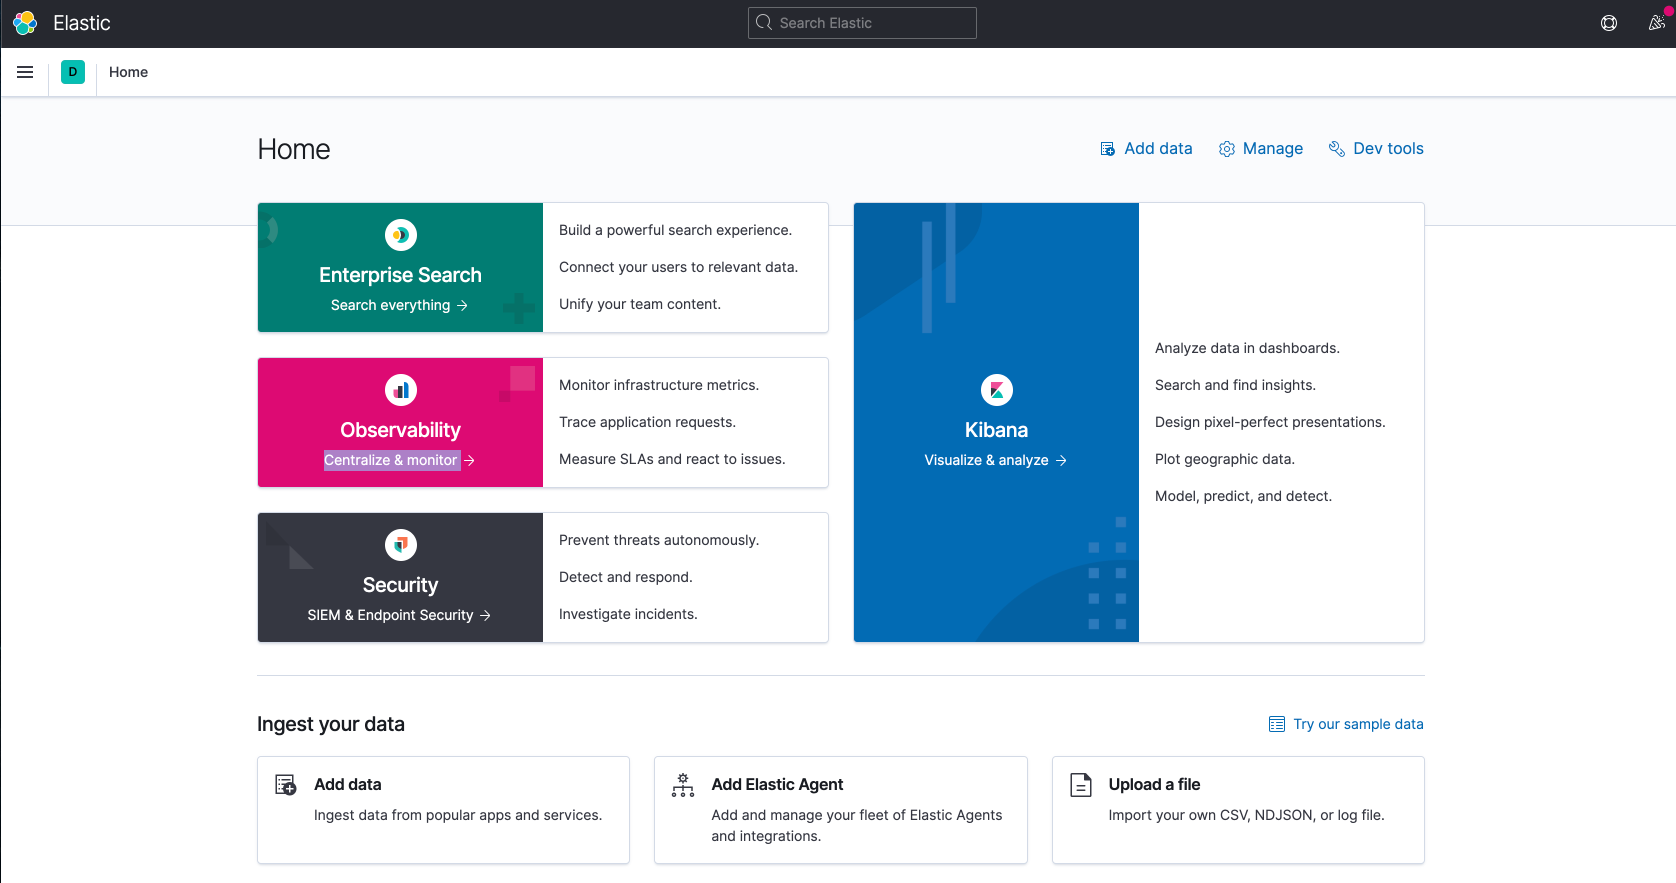 Elastic
Search Elastic
D
Home
Home
Add data
Manage
Dev tools
Enterprise Search
Search everything →
Build a powerful search experience.
Connect your users to relevant data.
Unify your team content.
Observability
Centralize & monitor →
Monitor infrastructure metrics.
Trace application requests.
Measure SLAs and react to issues.
Security
SIEM & Endpoint Security →
Prevent threats autonomously.
Detect and respond.
Investigate incidents.
Kibana
Visualize & analyze →
Analyze data in dashboards.
Search and find insights.
Design pixel-perfect presentations.
Plot geographic data.
Model, predict, and detect.
Ingest your data
Try our sample data
Add data
Ingest data from popular apps and services.
Add Elastic Agent
Add and manage your fleet of Elastic Agents
and integrations.
Upload a file
Import your own CSV, NDJSON, or log file.